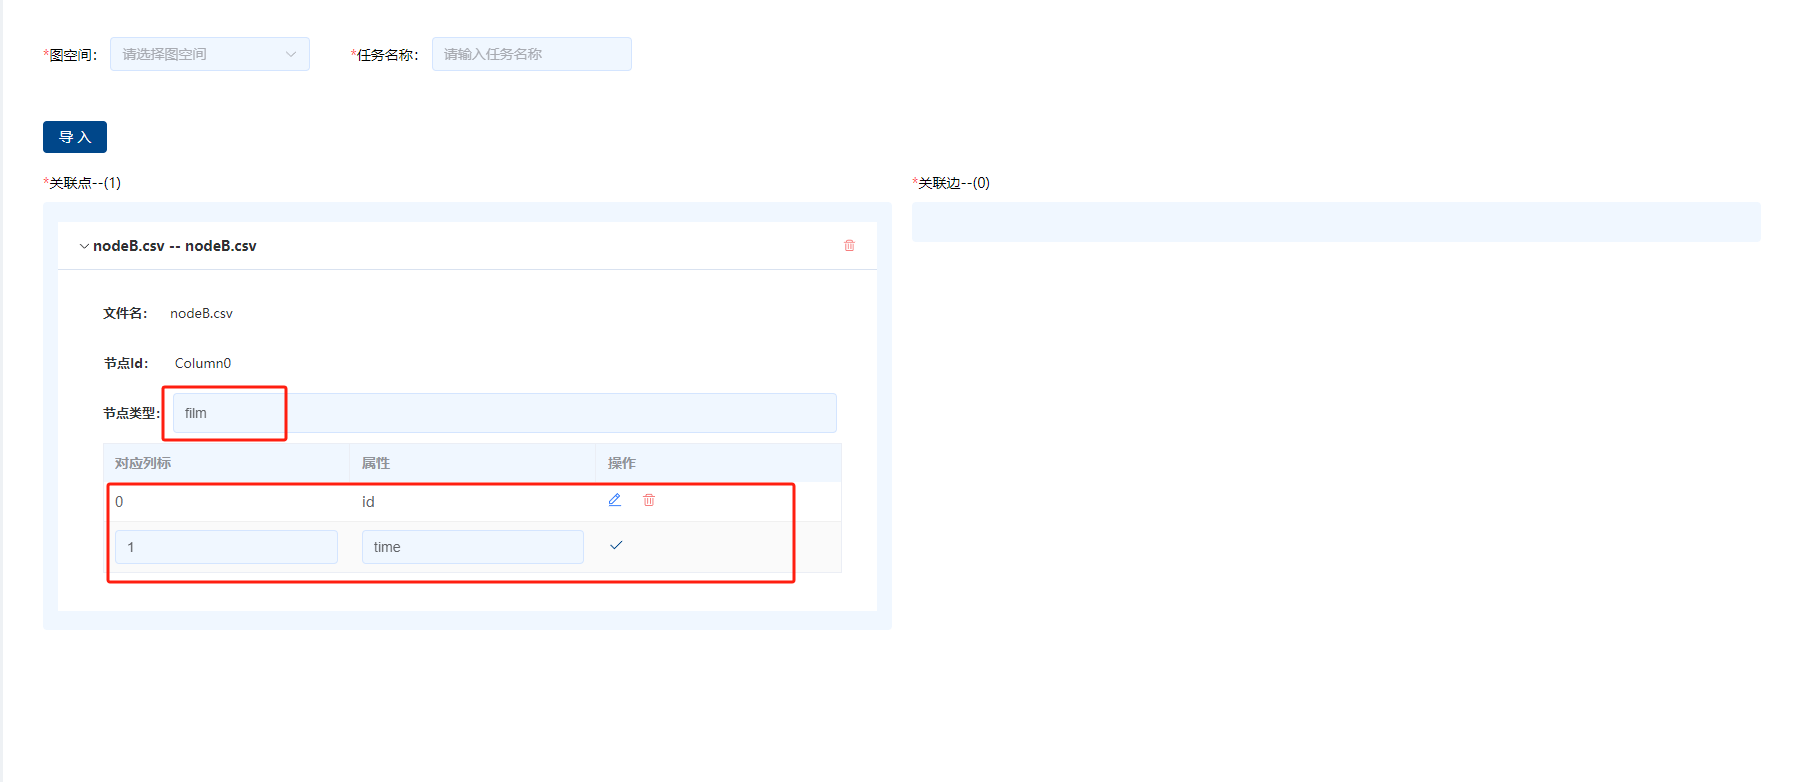 *图空间： 请选择图空间 *任务名称： 请输入任务名称
导入
*关联点--(1) *关联边--(0)
nodeB.csv -- nodeB.csv
文件名： nodeB.csv
节点Id： Column0
节点类型： film
对应列标 属性 操作
0 id
1 time